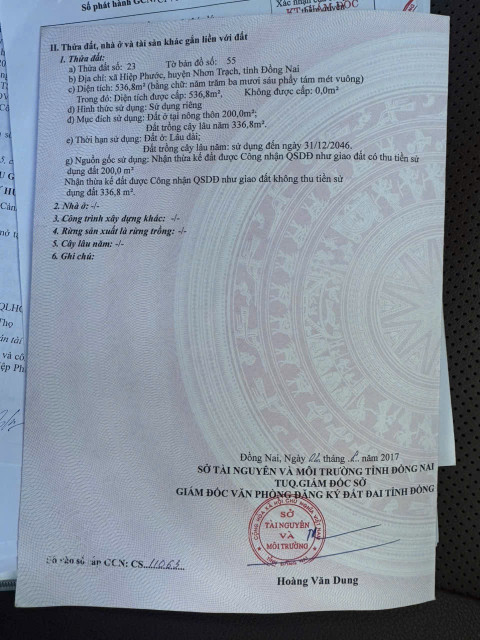 Số phát hành GCN:
Xác nhận
II. Thửa đất, nhà ở và tài sản khác gắn liền với đất
1. Thửa đất:
a) Thửa đất số: 23 Tờ bản đồ số: 55
b) Địa chỉ: xã Hiệp Phước, huyện Nhơn Trạch, tỉnh Đồng Nai
c) Diện tích: 536,8m² (bằng chữ: năm trăm ba mươi sáu phẩy tám mét vuông)
Trong đó: Diện tích được cấp: 536,8m², Không được cấp: 0,0m²
d) Hình thức sử dụng: Sử dụng riêng
đ) Mục đích sử dụng: Đất ở tại nông thôn 200,0m²;
Đất trồng cây lâu năm 336,8m².
e) Thời hạn sử dụng: Đất ở: Lâu dài;
Đất trồng cây lâu năm: sử dụng đến ngày 31/12/2046.
g) Nguồn gốc sử dụng: Nhận thừa kế đất được Công nhận QSDĐ như giao đất có thu tiền sử
dụng đất 200,0 m²
Nhận thừa kế đất được Công nhận QSDĐ như giao đất không thu tiền sử
dụng đất 336,8 m².
2. Nhà ở: -/-
3. Công trình xây dựng khác: -/-
4. Rừng sản xuất là rừng trồng: -/-
5. Cây lâu năm: -/-
6. Ghi chú:
Đồng Nai, Ngày tháng năm 2017
SỞ TÀI NGUYÊN VÀ MÔI TRƯỜNG TỈNH ĐỒNG NAI
TUQ.GIÁM ĐỐC SỞ
GIÁM ĐỐC VĂN PHÒNG ĐĂNG KÝ ĐẤT ĐAI TỈNH ĐỒNG
SỞ
TÀI NGUYÊN
VÀ
MÔI TRƯỜNG
vào sổ cấp GCN: CS.
Hoàng Văn Dung